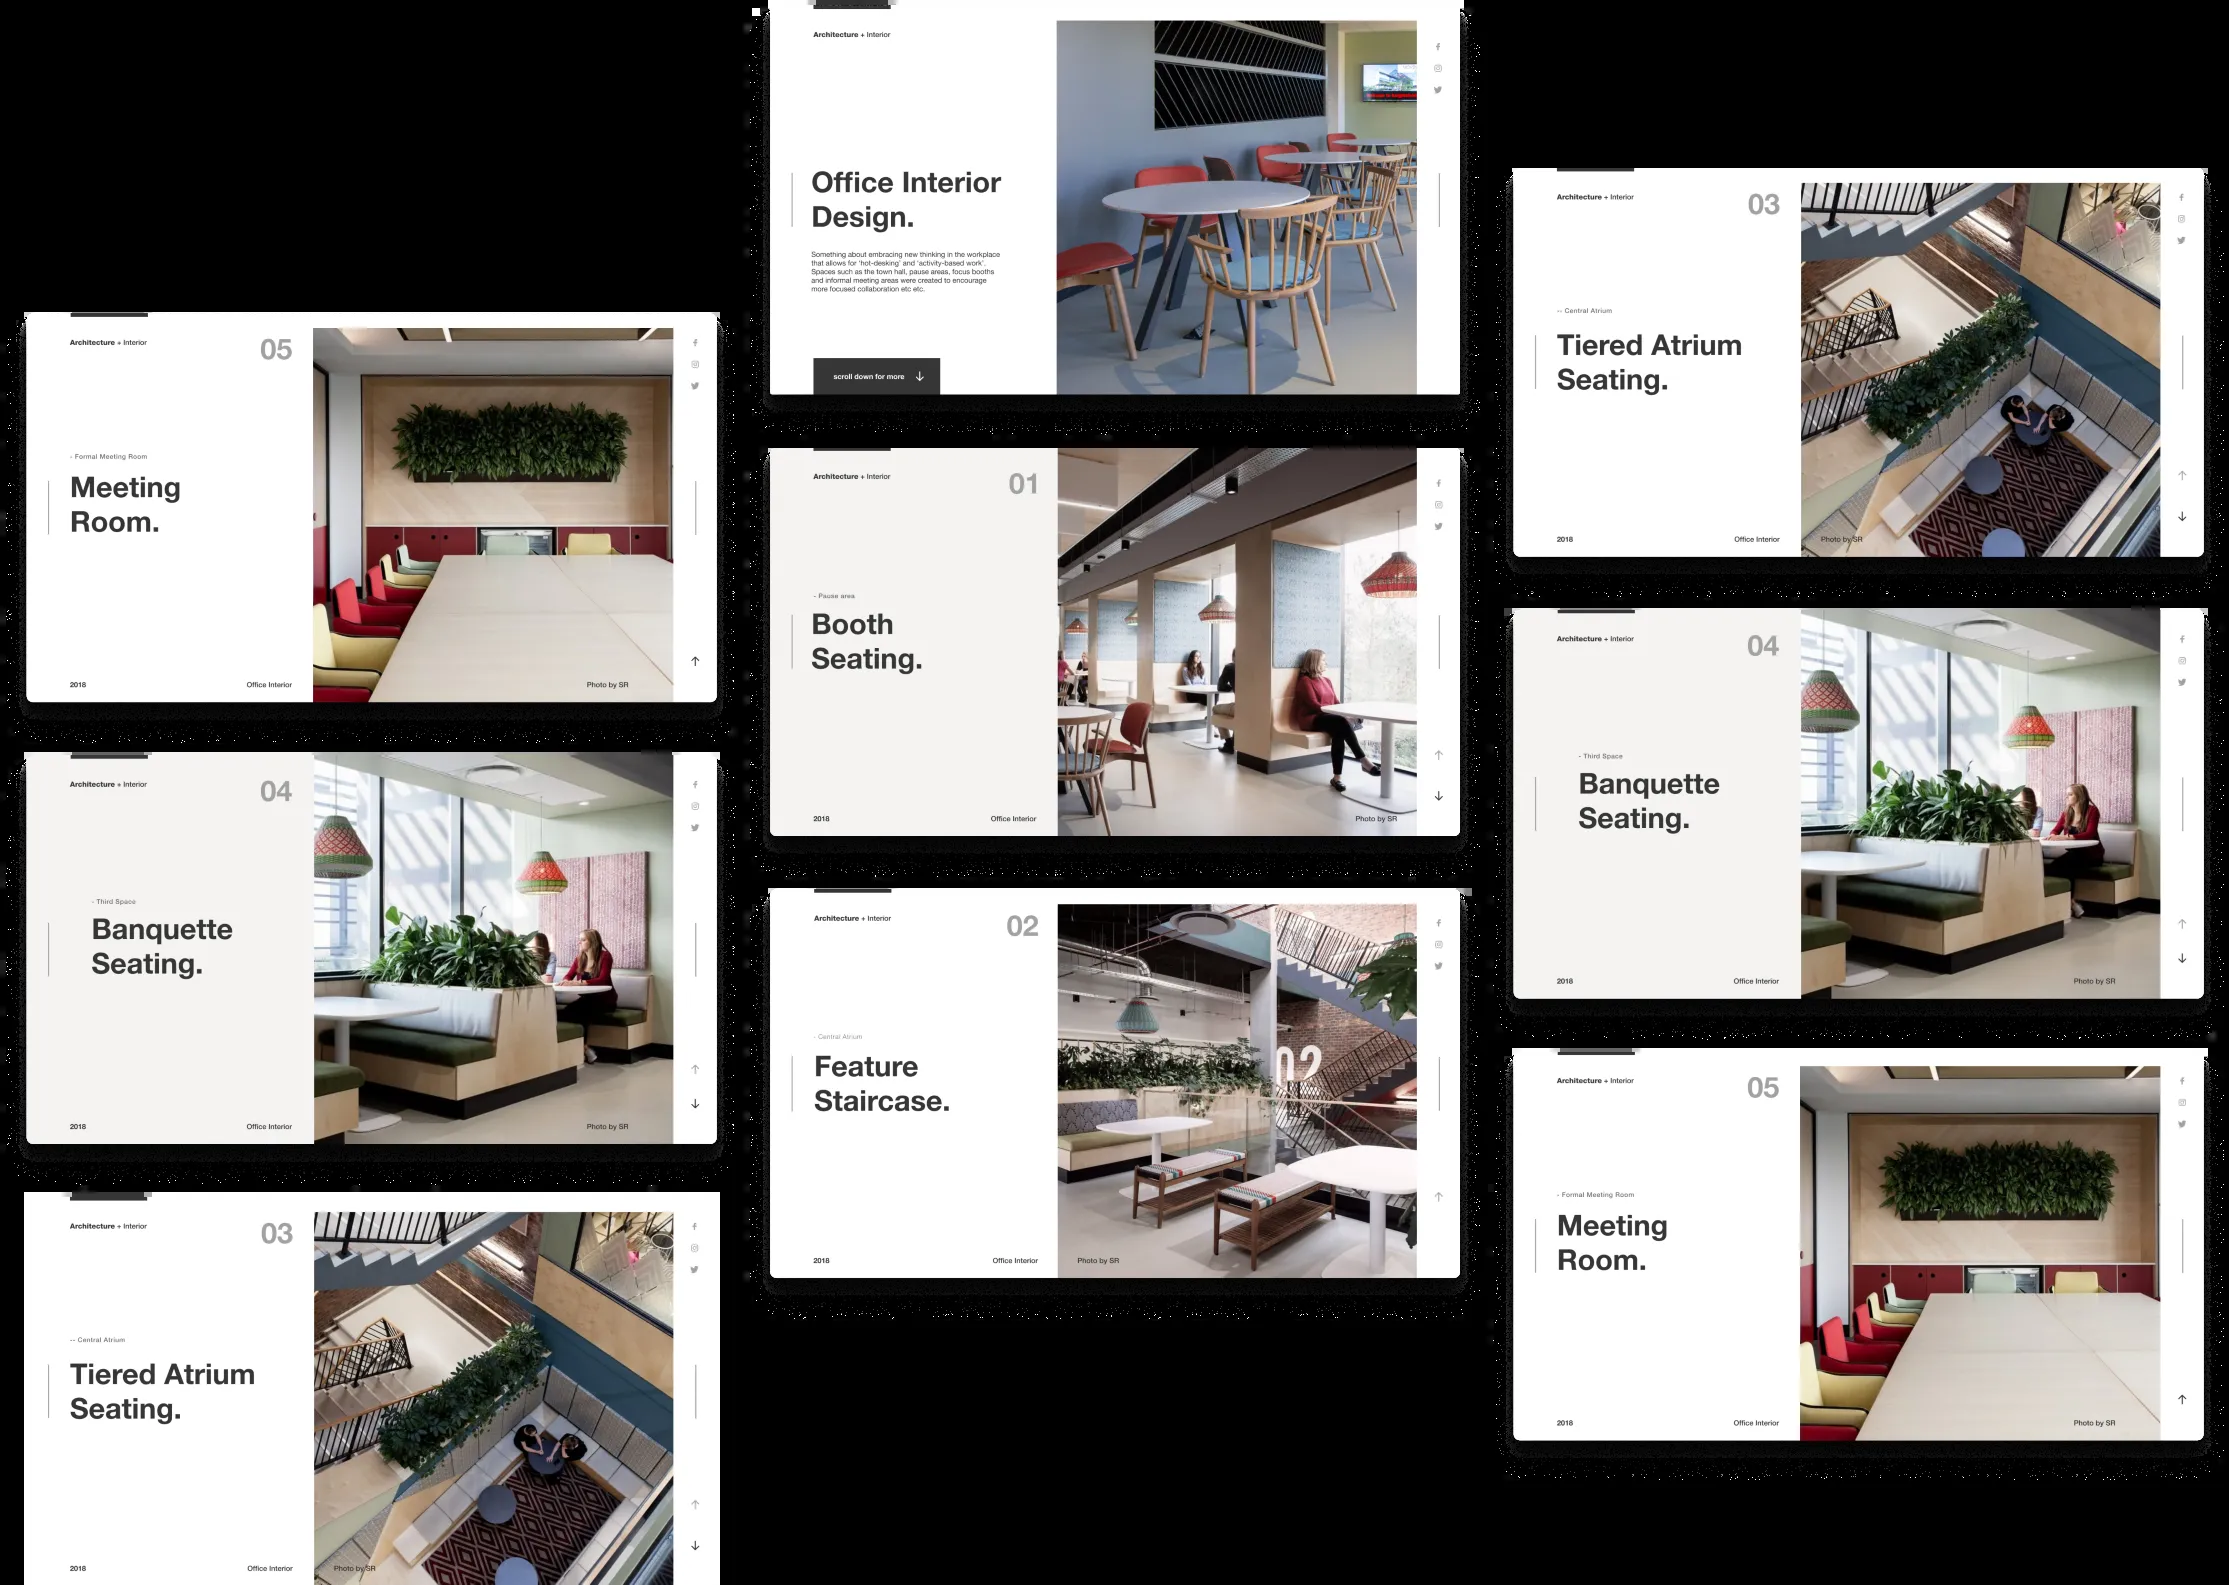 Architecture + Interior
05
- Formal Meeting Room
Meeting
Room.
2018
Office Interior
Photo by SR
Architecture + Interior
04
- Third Space
Banquette
Seating.
2018
Office Interior
Photo by SR
Architecture + Interior
03
-- Central Atrium
Tiered Atrium
Seating.
2018
Office Interior
Photo by SR
Architecture + Interior
Office Interior
Design.
Something about embracing new thinking in the workplace
that allows for 'hot-desking' and 'activity-based work'.
Spaces such as the town hall, pause areas, focus booths
and informal meeting areas were created to encourage
more focused collaboration etc etc.
scroll down for more
Architecture + Interior
01
- Pause area
Booth
Seating.
2018
Office Interior
Photo by SR
Architecture + Interior
02
- Central Atrium
Feature
Staircase.
02
2018
Office Interior
Photo by SR
Architecture + Interior
03
-- Central Atrium
Tiered Atrium
Seating.
2018
Office Interior
Photo by SR
Architecture + Interior
04
- Third Space
Banquette
Seating.
2018
Office Interior
Photo by SR
Architecture + Interior
05
- Formal Meeting Room
Meeting
Room.
2018
Office Interior
Photo by SR